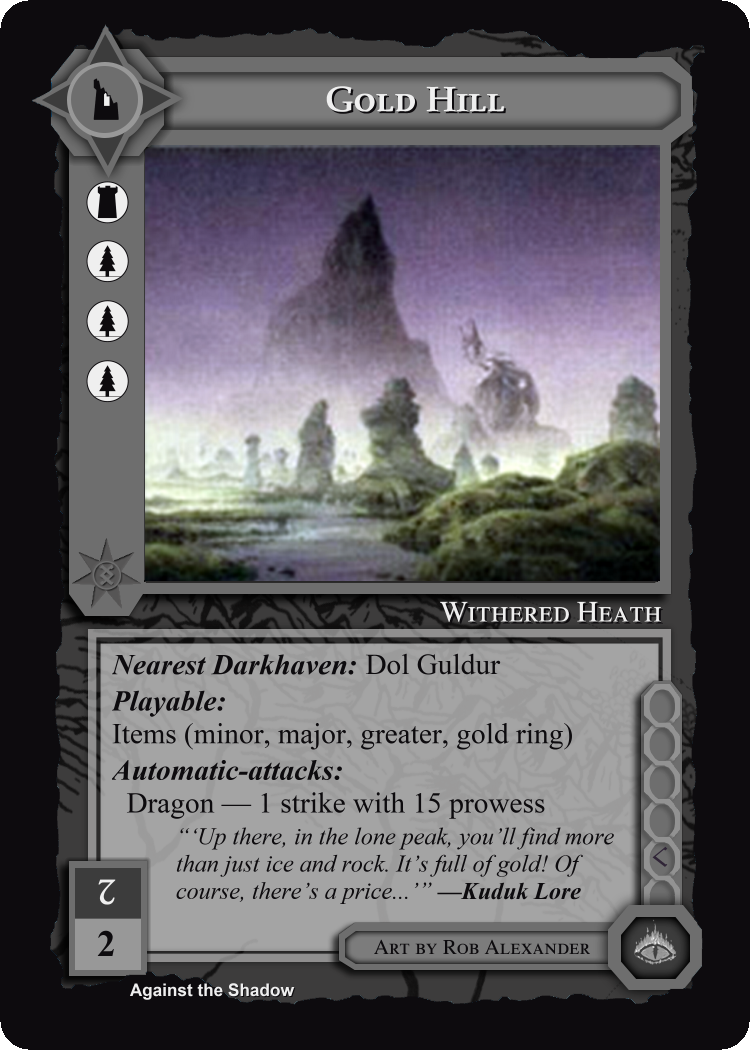 Gold Hill
Withered Heath
Nearest Darkhaven: Dol Guldur
Playable:
Items (minor, major, greater, gold ring)
Automatic-attacks:
Dragon — 1 strike with 15 prowess
“‘Up there, in the lone peak, you’ll find more
than just ice and rock. It’s full of gold! Of
course, there’s a price...’” —Kuduk Lore
2
2
Art by Rob Alexander
Against the Shadow